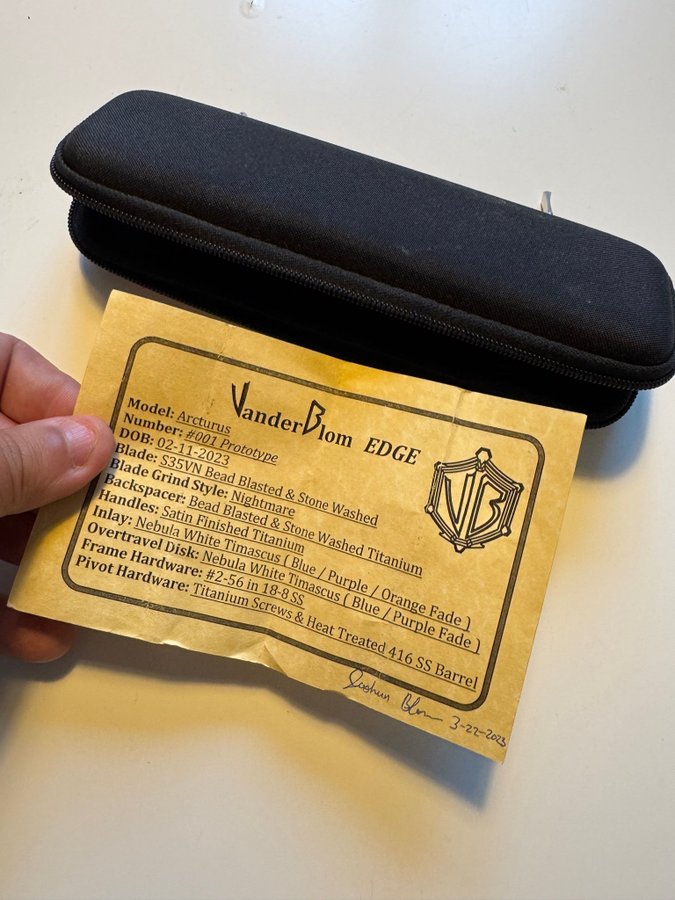 VanderBlom EDGE
Model: Arcturus
Number: #001 Prototype
DOB: 02-11-2023
Blade: S35VN Bead Blasted & Stone Washed
Blade Grind Style: Nightmare
Backspacer: Bead Blasted & Stone Washed Titanium
Handles: Satin Finished Titanium
Inlay: Nebula White Timascus ( Blue / Purple / Orange Fade )
Overtravel Disk: Nebula White Timascus ( Blue / Purple Fade )
Frame Hardware: #2-56 in 18-8 SS
Pivot Hardware: Titanium Screws & Heat Treated 416 SS Barrel
VB
Joshua Blom 3-22-2023